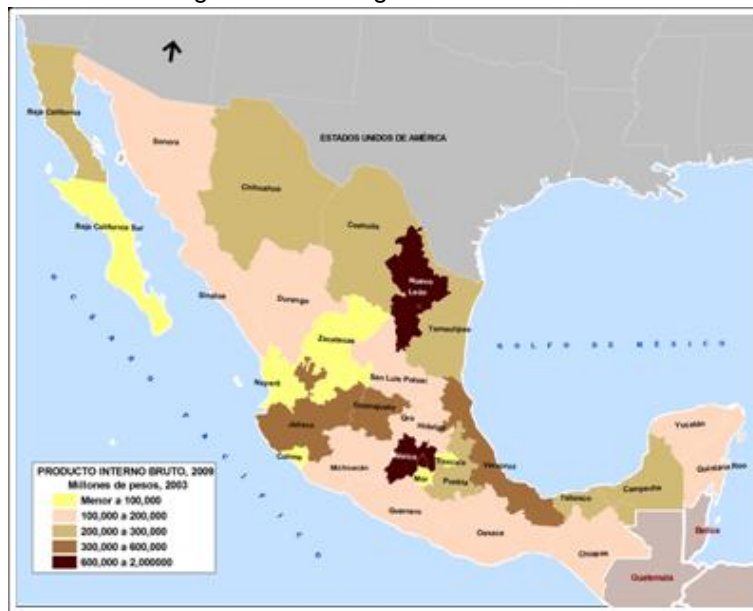 ESTADOS UNIDOS DE AMÉRICA
Baja California
Sonora
Chihuahua
Coahuila
Baja California Sur
Nuevo
León
Sinaloa
Durango
Tamaulipas
Zacatecas
GOLFO DE MÉXICO
Nayarit
San Luis Potosí
Guanajuato
Qro
Hidalgo
Jalisco
Yucatán
Quintana Roo
Colima
Michoacán
México
Tlaxcala
Mor
Puebla
Veracruz
Tabasco
Campeche
Guerrero
Oaxaca
Chiapas
Belice
Guatemala
PRODUCTO INTERNO BRUTO, 2009
Millones de pesos, 2003
Menor a 100,000
100,000 a 200,000
200,000 a 300,000
300,000 a 600,000
600,000 a 2,000000